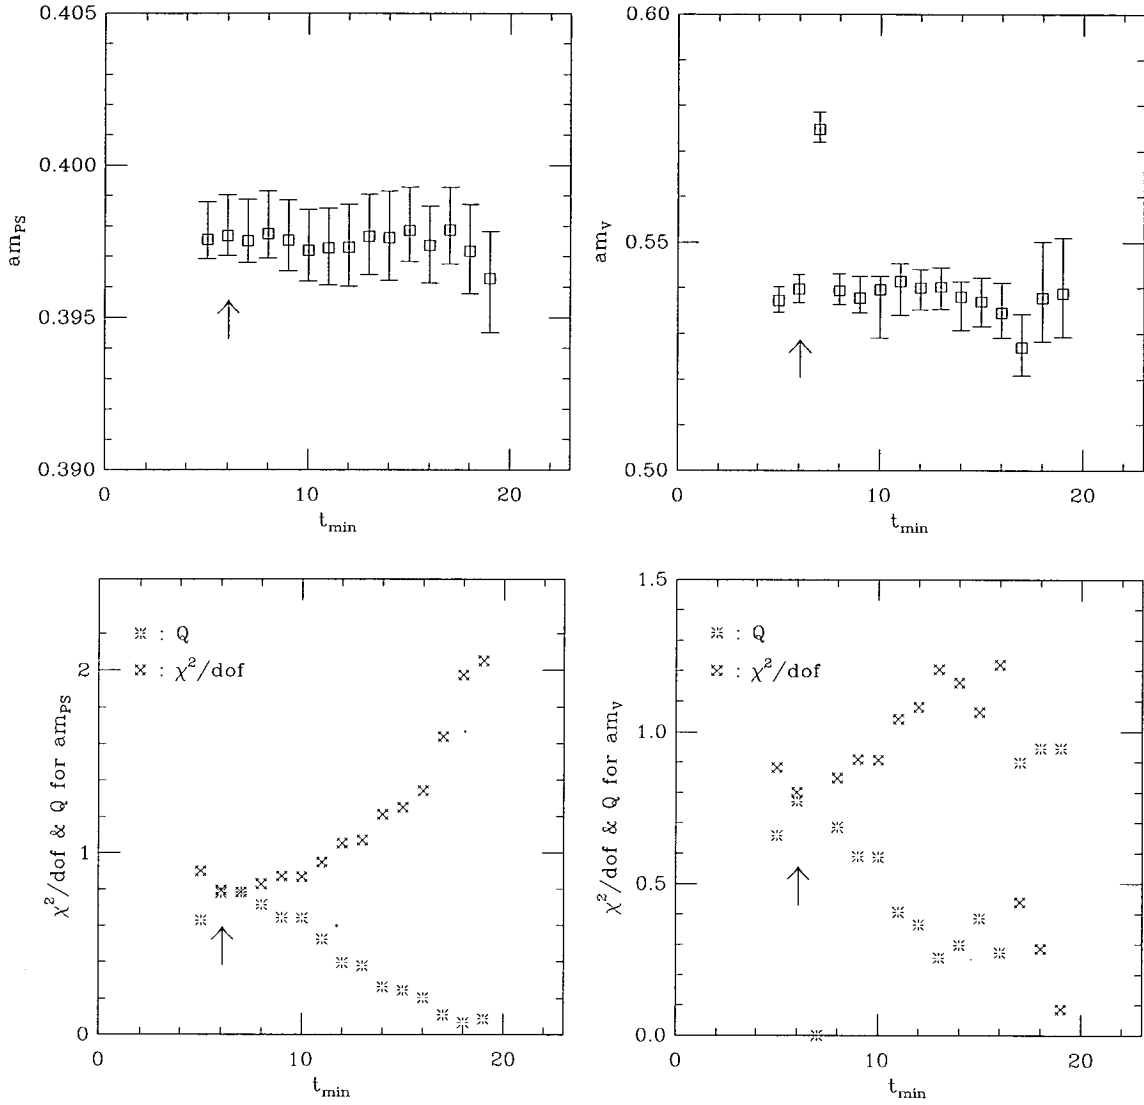 0.405
0.400
0.395
0.390
am_PS
0 10 20
t_min
0.60
0.55
0.50
am_V
0 10 20
t_min
2
1
0
χ²/dof & Q for am_PS
: Q
: χ²/dof
0 10 20
t_min
1.5
1.0
0.5
0.0
χ²/dof & Q for am_V
: Q
: χ²/dof
0 10 20
t_min